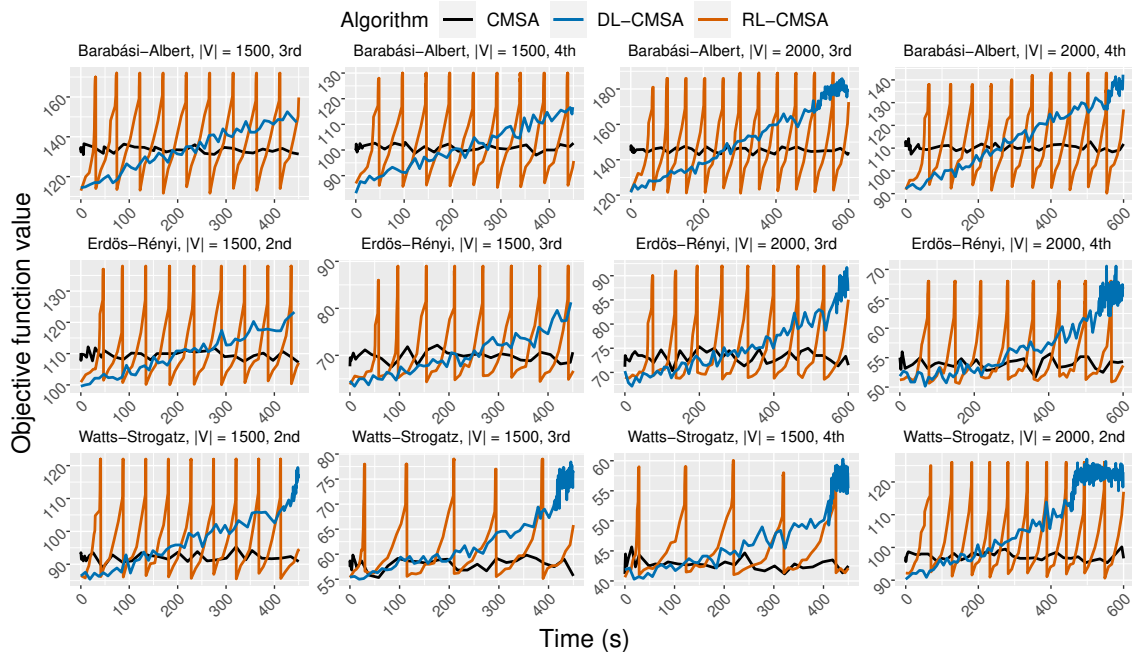 Algorithm CMSA DL−CMSA RL−CMSA
Barabási−Albert, |V| = 1500, 3rd
Barabási−Albert, |V| = 1500, 4th
Barabási−Albert, |V| = 2000, 3rd
Barabási−Albert, |V| = 2000, 4th
120 140 160
0 100 200 300 400
90 100 110 120 130
0 100 200 300 400
120 140 160 180
0 200 400 600
90 100 110 120 130 140
0 200 400 600
Erdös−Rényi, |V| = 1500, 2nd
Erdös−Rényi, |V| = 1500, 3rd
Erdös−Rényi, |V| = 2000, 3rd
Erdös−Rényi, |V| = 2000, 4th
100 110 120 130
0 100 200 300 400
70 80 90
0 100 200 300 400
70 75 80 85 90
0 200 400 600
50 55 60 65 70
0 200 400 600
Watts−Strogatz, |V| = 1500, 2nd
Watts−Strogatz, |V| = 1500, 3rd
Watts−Strogatz, |V| = 1500, 4th
Watts−Strogatz, |V| = 2000, 2nd
90 100 110 120
0 100 200 300 400
55 60 65 70 75 80
0 100 200 300 400
40 45 50 55 60
0 100 200 300 400
90 100 110 120
0 200 400 600
Objective function value
Time (s)